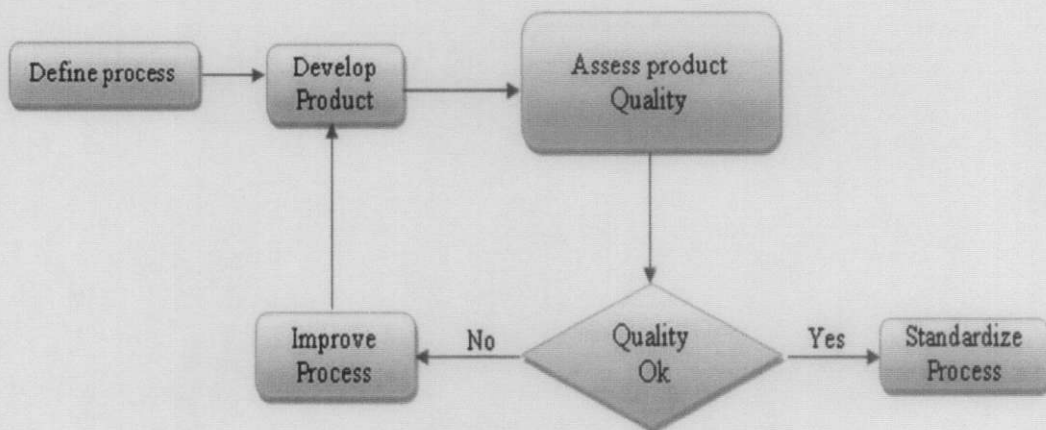 Define process
Develop
Product
Assess product
Quality
Quality
Ok
No
Yes
Improve
Process
Standardize
Process